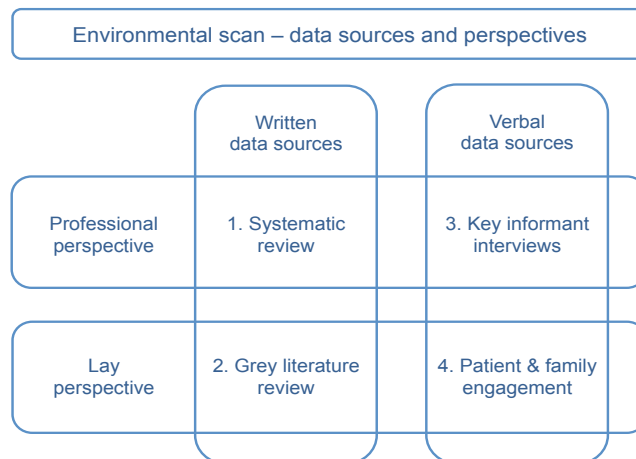 Environmental scan – data sources and perspectives
Written
data sources
Verbal
data sources
Professional
perspective
1. Systematic
review
3. Key informant
interviews
Lay
perspective
2. Grey literature
review
4. Patient & family
engagement